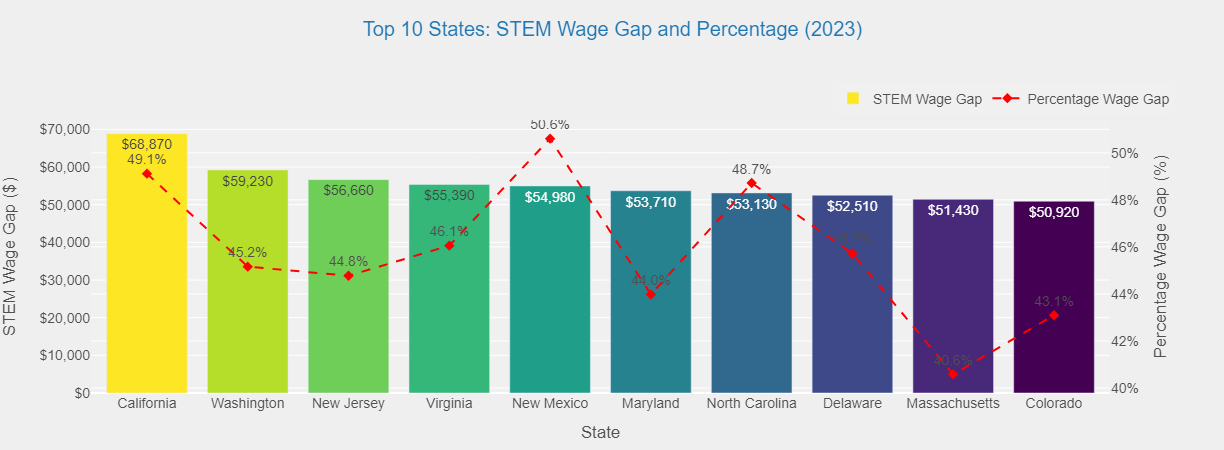 Top 10 States: STEM Wage Gap and Percentage (2023)
STEM Wage Gap
Percentage Wage Gap
STEM Wage Gap ($)
$70,000
$60,000
$50,000
$40,000
$30,000
$20,000
$10,000
$0
$68,870
$59,230
$56,660
$55,390
$54,980
$53,710
$53,130
$52,510
$51,430
$50,920
49.1%
45.2%
44.8%
46.1%
50.6%
44.0%
48.7%
45.7%
40.6%
43.1%
50%
48%
46%
44%
42%
40%
Percentage Wage Gap (%)
California
Washington
New Jersey
Virginia
New Mexico
Maryland
North Carolina
Delaware
Massachusetts
Colorado
State